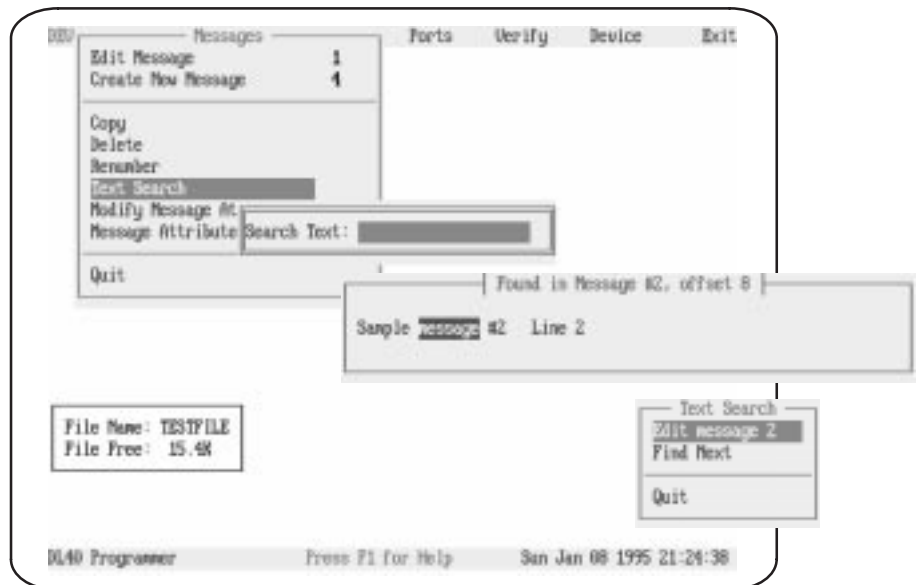 Messages Ports Verify Device Exit
Edit Message 1
Create New Message 4
Copy
Delete
Renumber
Text Search
Modify Message At
Message Attribute
Search Text:
Quit
Found in Message #2, offset 8
Sample message #2 Line 2
File Name: TESTFILE
File Free: 15.4K
Text Search
Edit message 2
Find Next
Quit
DL40 Programmer Press F1 for Help Sun Jan 08 1995 21:24:38